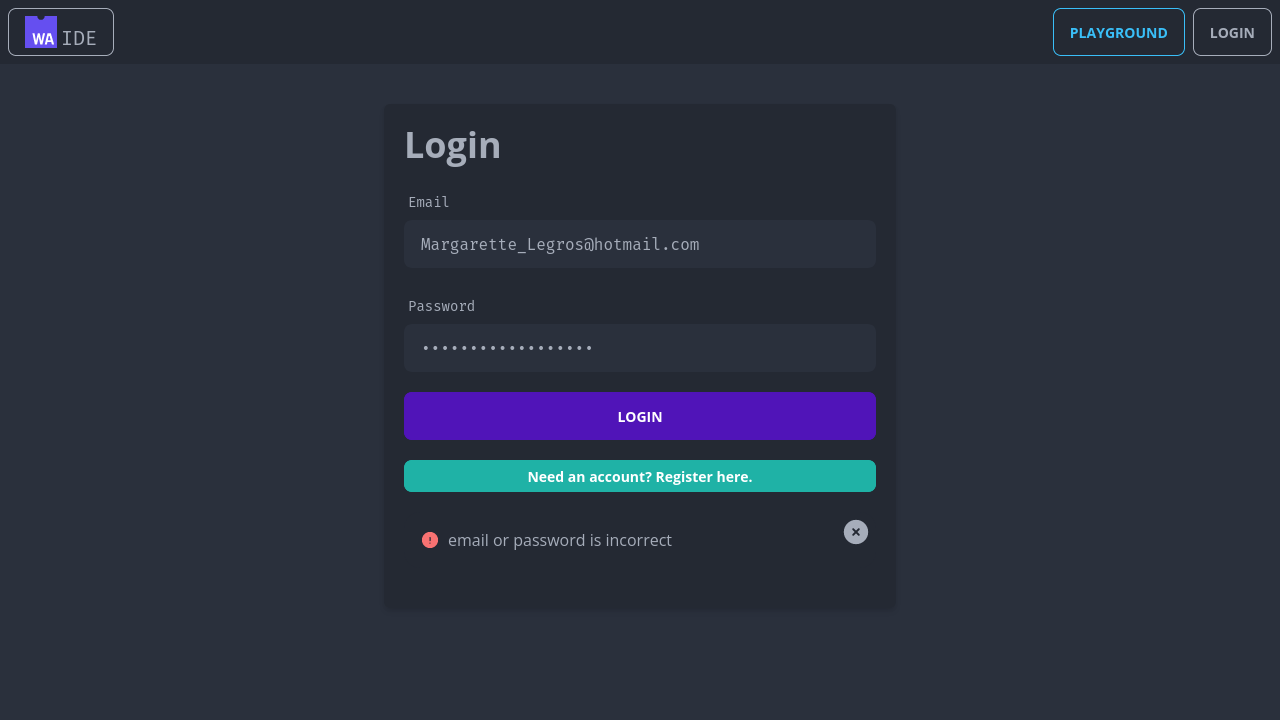 WA IDE
PLAYGROUND
LOGIN
Login
Email
Margarette_Legros@hotmail.com
Password
••••••••••••••••••
LOGIN
Need an account? Register here.
email or password is incorrect